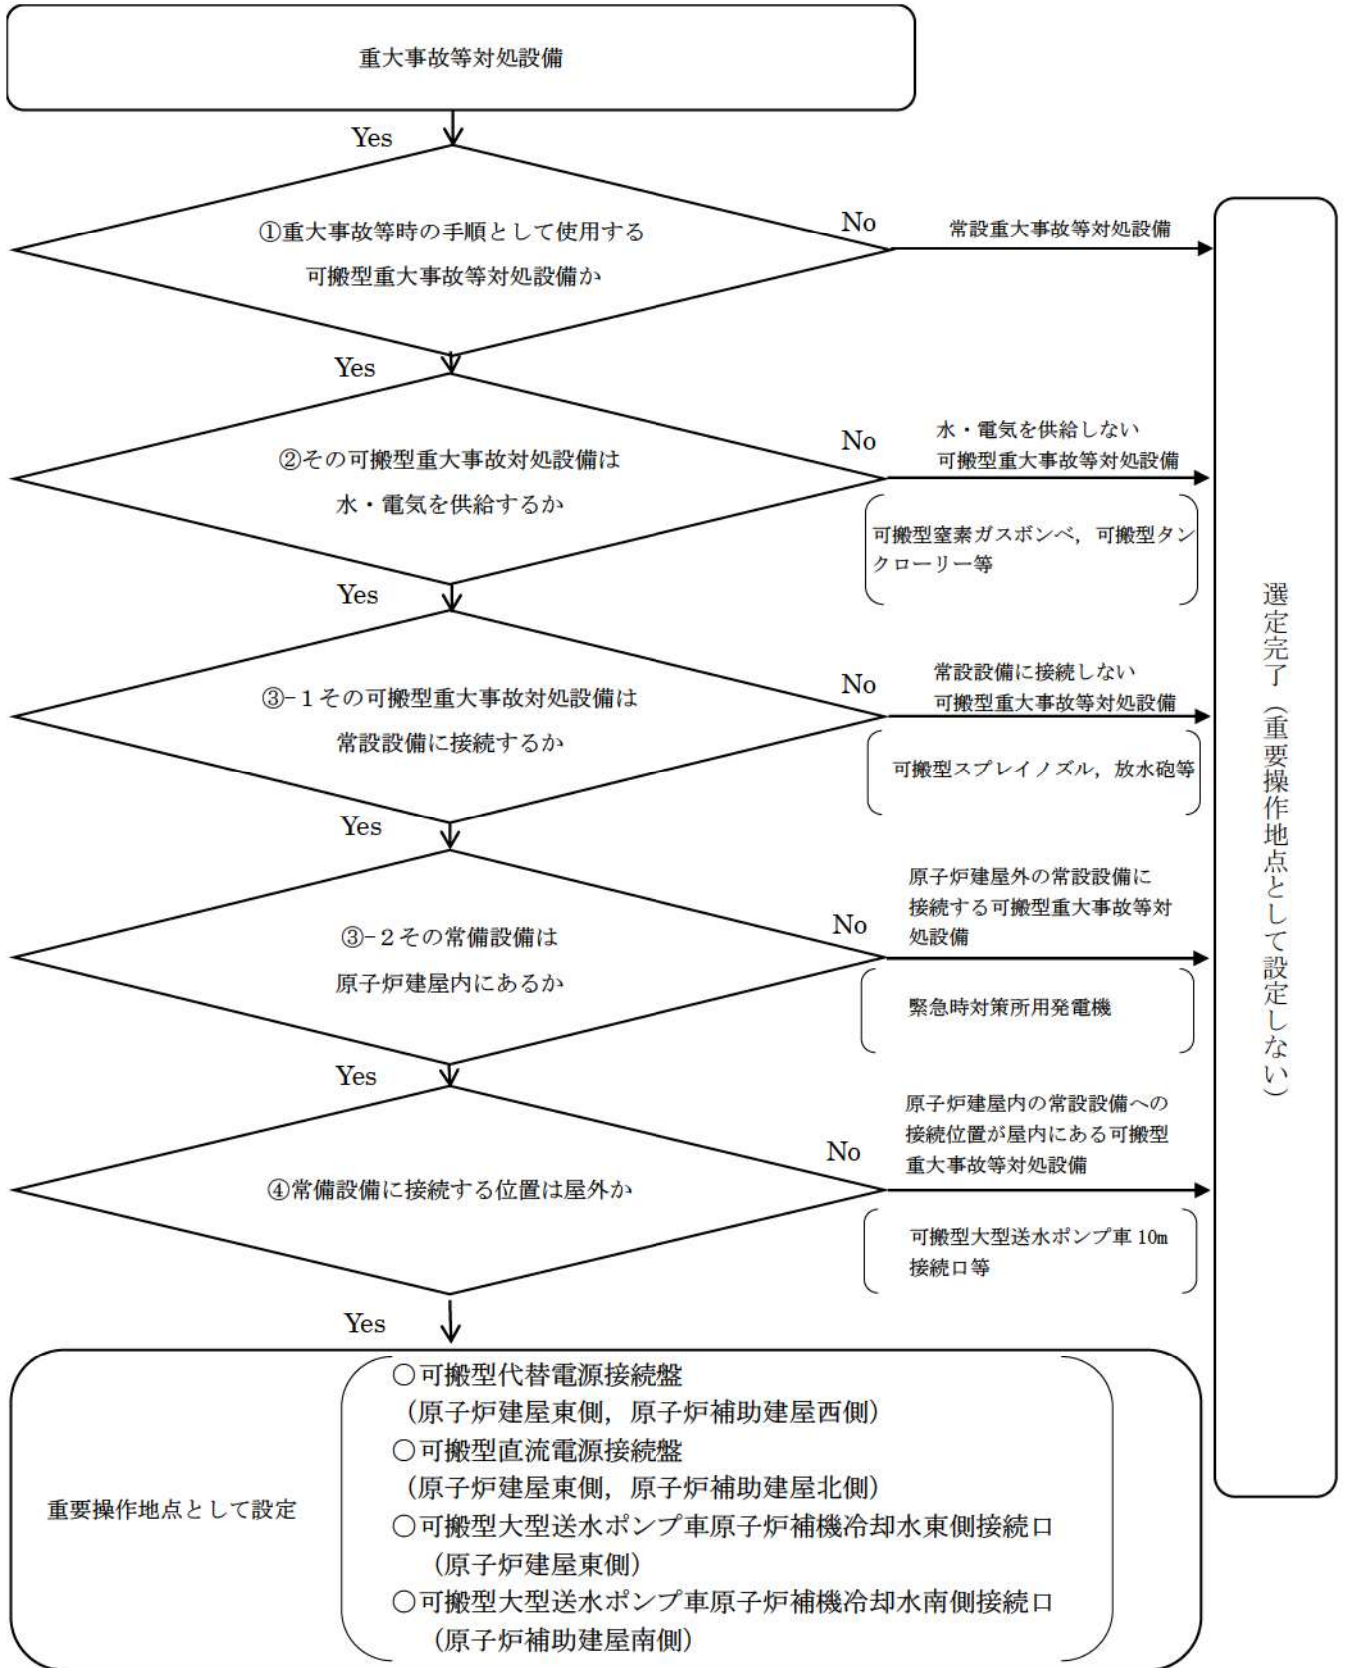 重大事故等対処設備
Yes
①重大事故等時の手順として使用する
可搬型重大事故等対処設備か
No
常設重大事故等対処設備
Yes
②その可搬型重大事故対処設備は
水・電気を供給するか
No
水・電気を供給しない
可搬型重大事故等対処設備
可搬型窒素ガスボンベ，可搬型タン
クローリー等
Yes
③-１その可搬型重大事故対処設備は
常設設備に接続するか
No
常設設備に接続しない
可搬型重大事故等対処設備
可搬型スプレイノズル，放水砲等
Yes
③-２その常備設備は
原子炉建屋内にあるか
No
原子炉建屋外の常設設備に
接続する可搬型重大事故等対
処設備
緊急時対策所用発電機
Yes
④常備設備に接続する位置は屋外か
No
原子炉建屋内の常設設備への
接続位置が屋内にある可搬型
重大事故等対処設備
可搬型大型送水ポンプ車 10m
接続口等
Yes
選定完了（重要操作地点として設定しない）
重要操作地点として設定
○可搬型代替電源接続盤
（原子炉建屋東側，原子炉補助建屋西側）
○可搬型直流電源接続盤
（原子炉建屋東側，原子炉補助建屋北側）
○可搬型大型送水ポンプ車原子炉補機冷却水東側接続口
（原子炉建屋東側）
○可搬型大型送水ポンプ車原子炉補機冷却水南側接続口
（原子炉補助建屋南側）